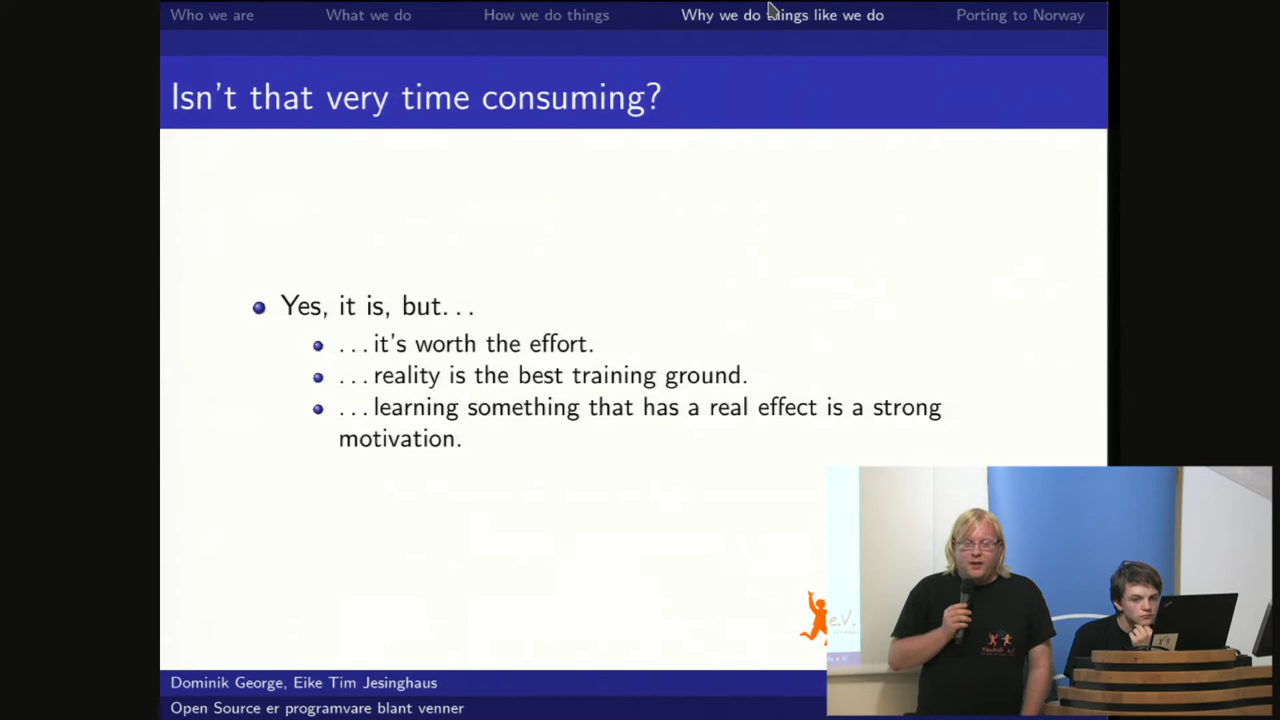 Who we are
What we do
How we do things
Why we do things like we do
Porting to Norway
Isn't that very time consuming?
Yes, it is, but...
...it's worth the effort.
...reality is the best training ground.
...learning something that has a real effect is a strong
motivation.
e.V.
Dominik George, Eike Tim Jesinghaus
Open Source er programvare blant venner